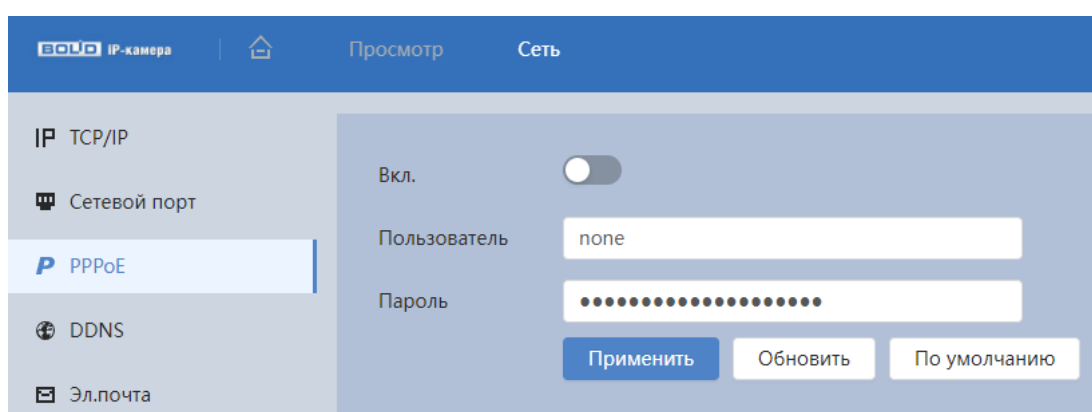 BOLID IP-камера Просмотр Сеть
IP TCP/IP
Сетевой порт
P PPPoE
DDNS
Эл.почта
Вкл.
Пользователь none
Пароль ••••••••••••••••••••
Применить Обновить По умолчанию